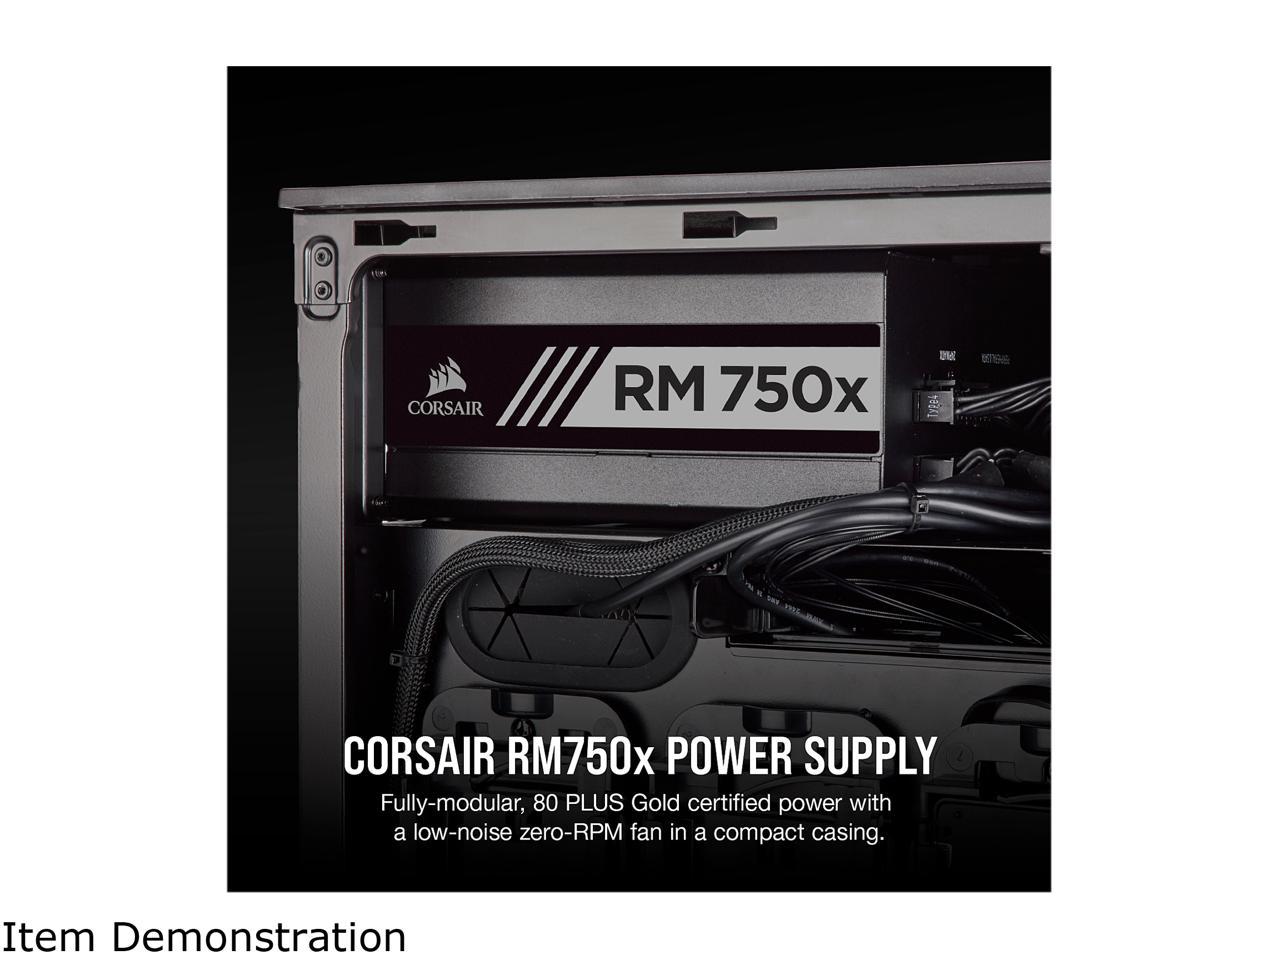 CORSAIR
RM 750x
Type4
CORSAIR RM750x POWER SUPPLY
Fully-modular, 80 PLUS Gold certified power with
a low-noise zero-RPM fan in a compact casing.
Item Demonstration